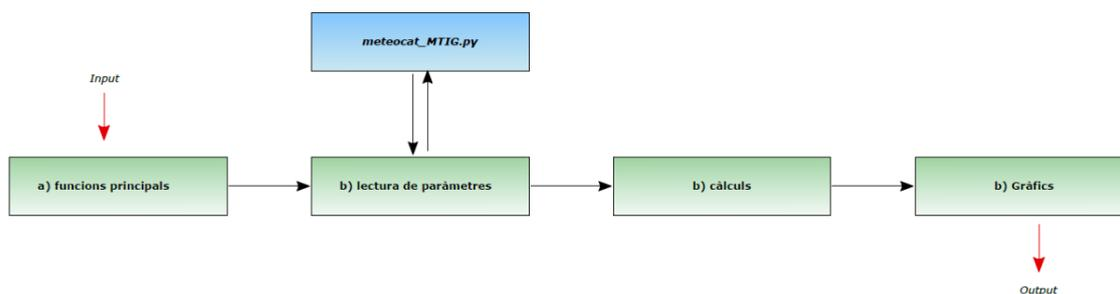 meteocat_MTIG.py
Input
a) funcions principals
b) lectura de paràmetres
b) càlculs
b) Gràfics
Output